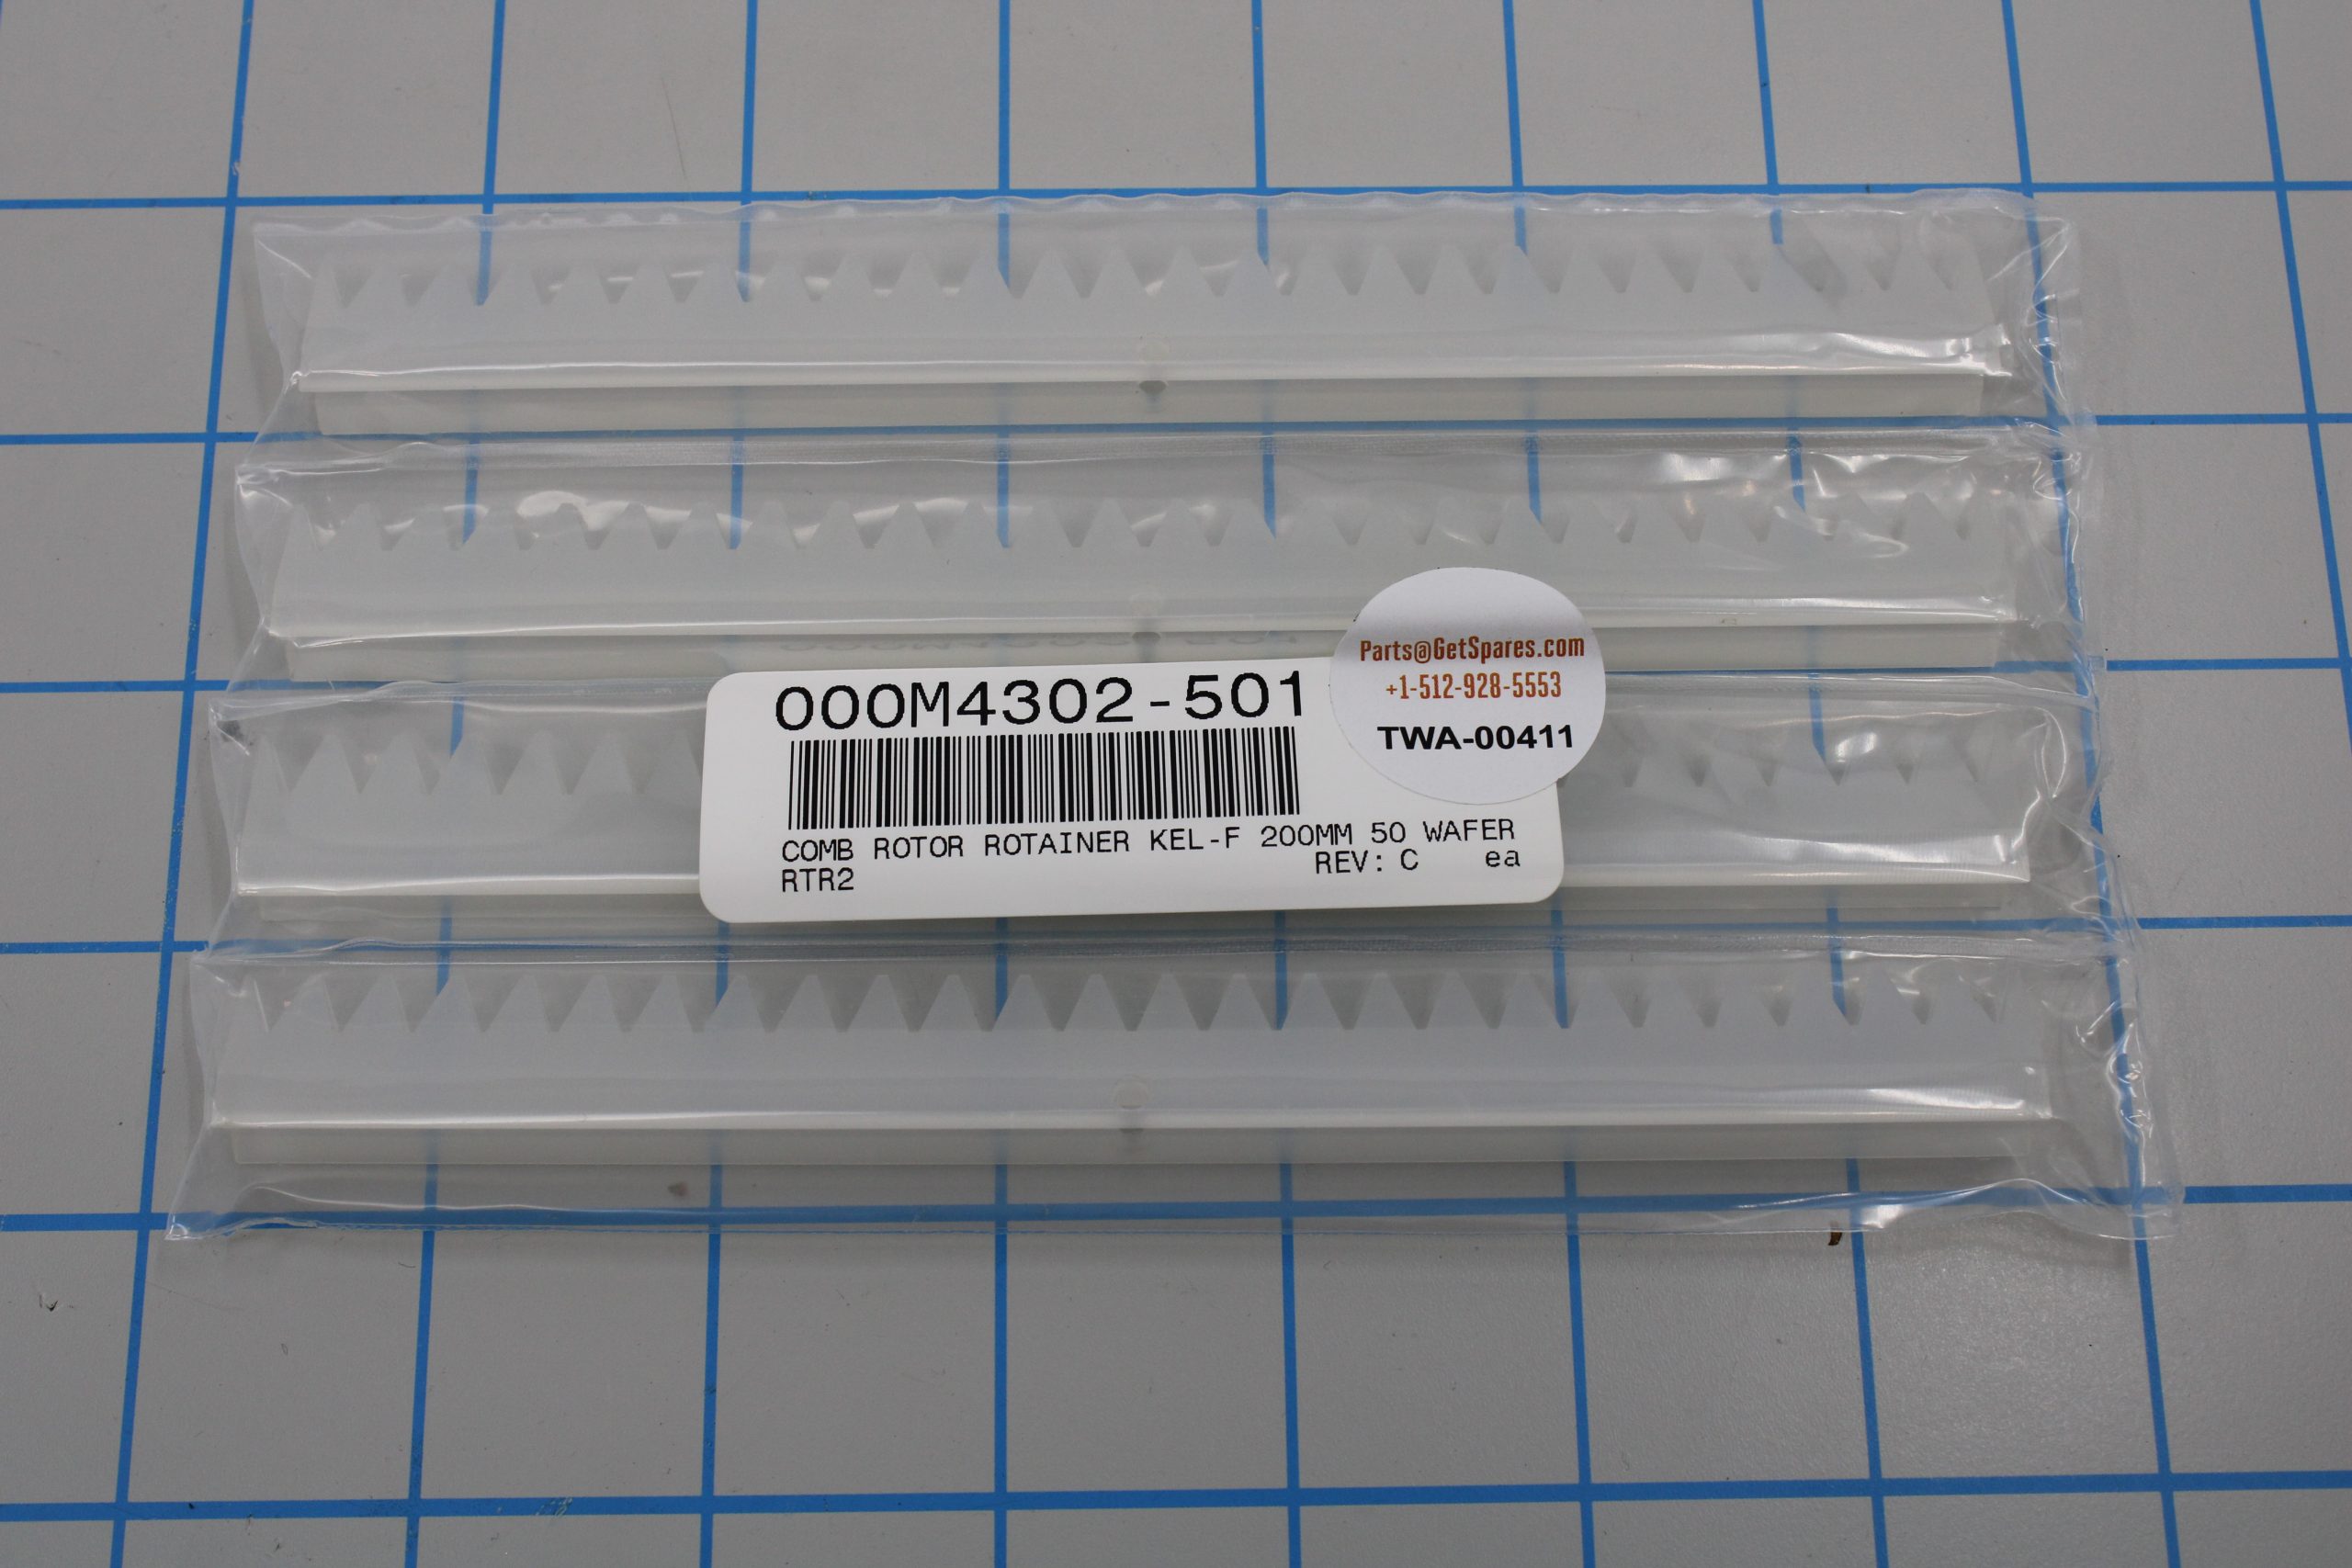 000M4302-501
Parts@GetSpares.com
+1-512-928-5553
TWA-00411
COMB ROTOR ROTAINER KEL-F 200MM 50 WAFER
RTR2 REV: C ea